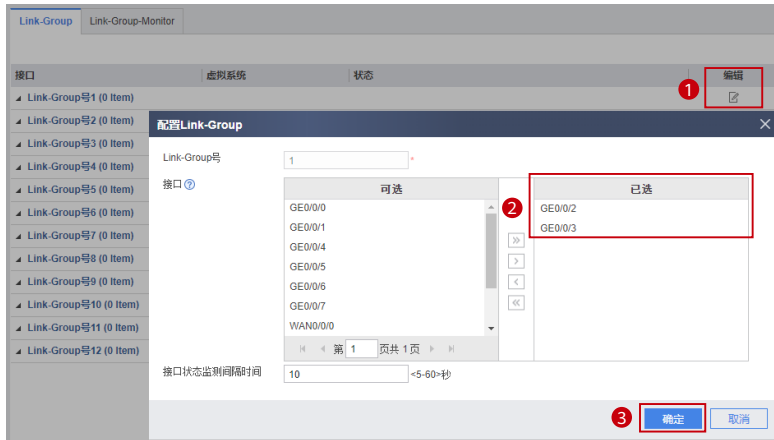 Link-Group Link-Group-Monitor
接口 虚拟系统 状态 编辑
1
Link-Group号1 (0 Item)
Link-Group号2 (0 Item)
Link-Group号3 (0 Item)
Link-Group号4 (0 Item)
Link-Group号5 (0 Item)
Link-Group号6 (0 Item)
Link-Group号7 (0 Item)
Link-Group号8 (0 Item)
Link-Group号9 (0 Item)
Link-Group号10 (0 Item)
Link-Group号11 (0 Item)
Link-Group号12 (0 Item)
配置Link-Group
Link-Group号 1 *
接口 ?
可选
GE0/0/0
GE0/0/1
GE0/0/4
GE0/0/5
GE0/0/6
GE0/0/7
WAN0/0/0
第 1 页共 1 页
2
已选
GE0/0/2
GE0/0/3
接口状态监测间隔时间 10 <5-60>秒
3 确定 取消